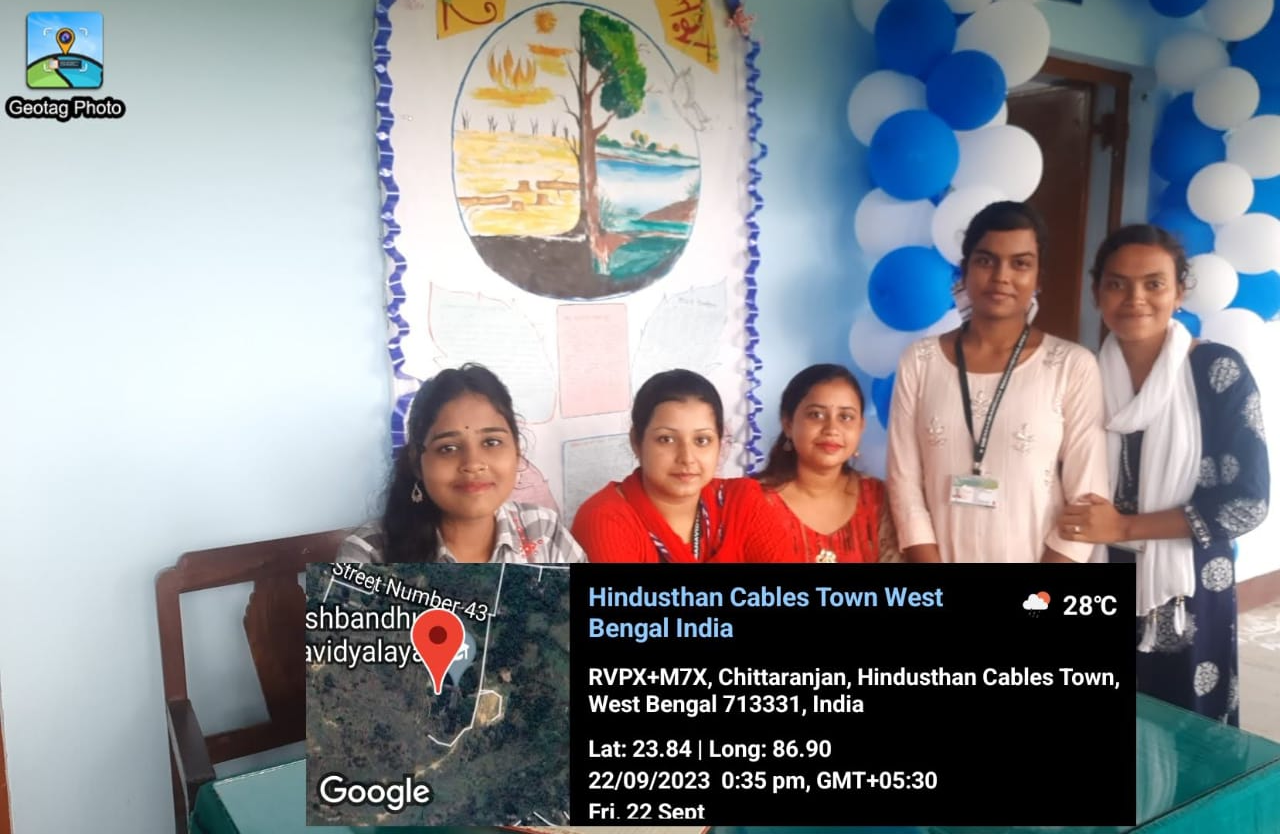 Geotag Photo
Street Number 43
shbandhu
avidyalaya
Google
Hindusthan Cables Town West
Bengal India
28°C
RVPX+M7X, Chittaranjan, Hindusthan Cables Town,
West Bengal 713331, India
Lat: 23.84 | Long: 86.90
22/09/2023 0:35 pm, GMT+05:30
Fri, 22 Sept